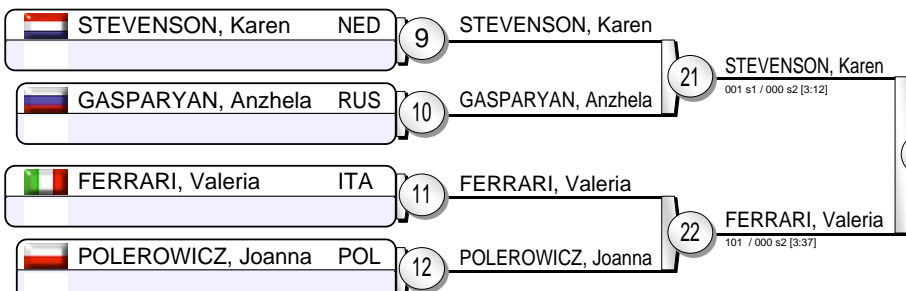 STEVENSON, Karen NED
9
STEVENSON, Karen
GASPARYAN, Anzhela RUS
10
GASPARYAN, Anzhela
21
STEVENSON, Karen
001 s1 / 000 s2 [3:12]
FERRARI, Valeria ITA
11
FERRARI, Valeria
POLEROWICZ, Joanna POL
12
POLEROWICZ, Joanna
22
FERRARI, Valeria
101 / 000 s2 [3:37]